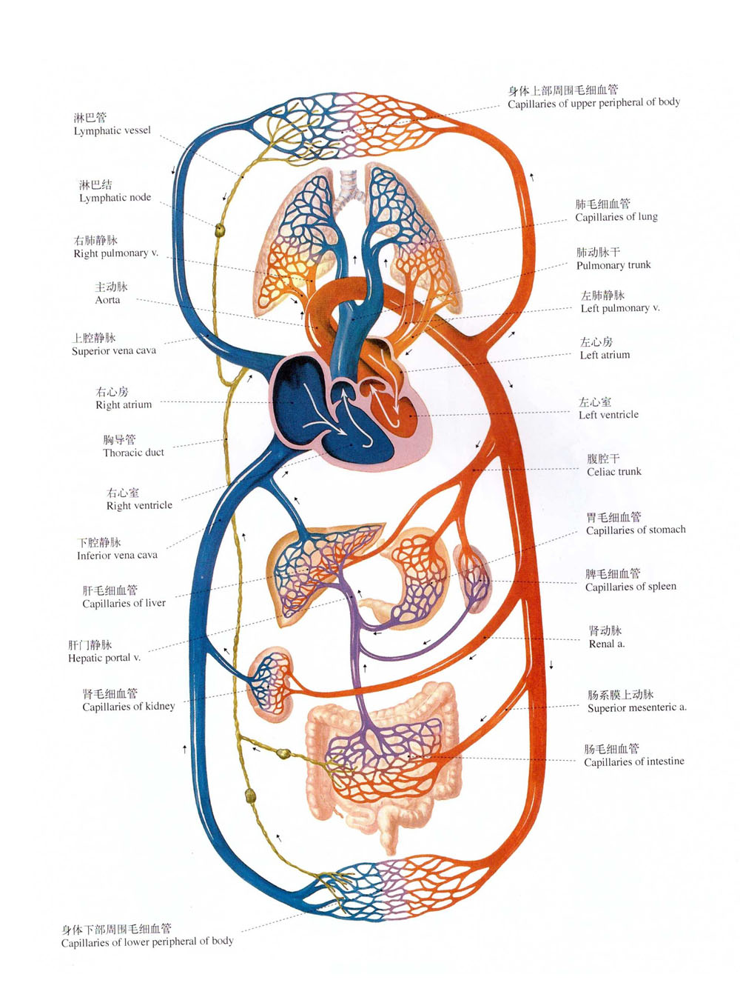 身体上部周围毛细血管
Capillaries of upper peripheral of body
淋巴管
Lymphatic vessel
淋巴结
Lymphatic node
右肺静脉
Right pulmonary v.
主动脉
Aorta
上腔静脉
Superior vena cava
右心房
Right atrium
胸导管
Thoracic duct
右心室
Right ventricle
下腔静脉
Inferior vena cava
肝毛细血管
Capillaries of liver
肝门静脉
Hepatic portal v.
肾毛细血管
Capillaries of kidney
身体下部周围毛细血管
Capillaries of lower peripheral of body
肺毛细血管
Capillaries of lung
肺动脉干
Pulmonary trunk
左肺静脉
Left pulmonary v.
左心房
Left atrium
左心室
Left ventricle
腹腔干
Celiac trunk
胃毛细血管
Capillaries of stomach
脾毛细血管
Capillaries of spleen
肾动脉
Renal a.
肠系膜上动脉
Superior mesenteric a.
肠毛细血管
Capillaries of intestine